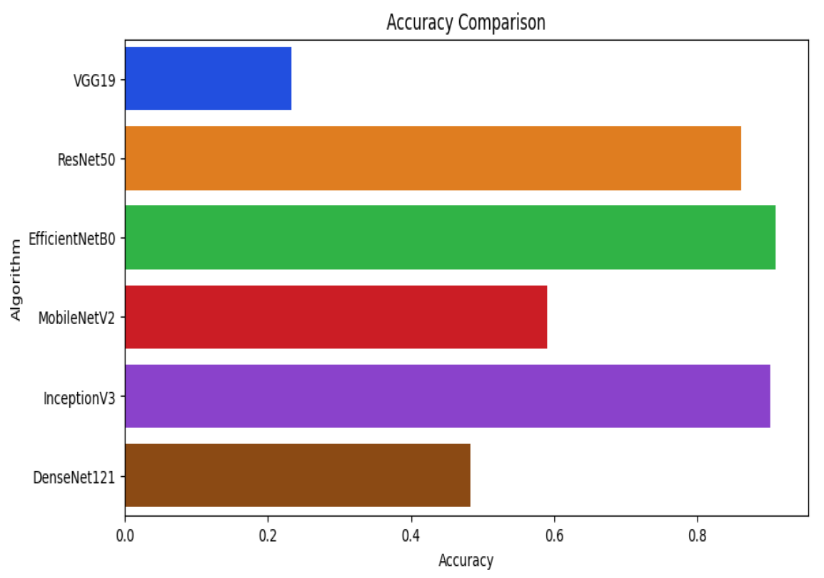 Accuracy Comparison
VGG19
ResNet50
EfficientNetB0
MobileNetV2
InceptionV3
DenseNet121
Algorithm
0.0 0.2 0.4 0.6 0.8
Accuracy